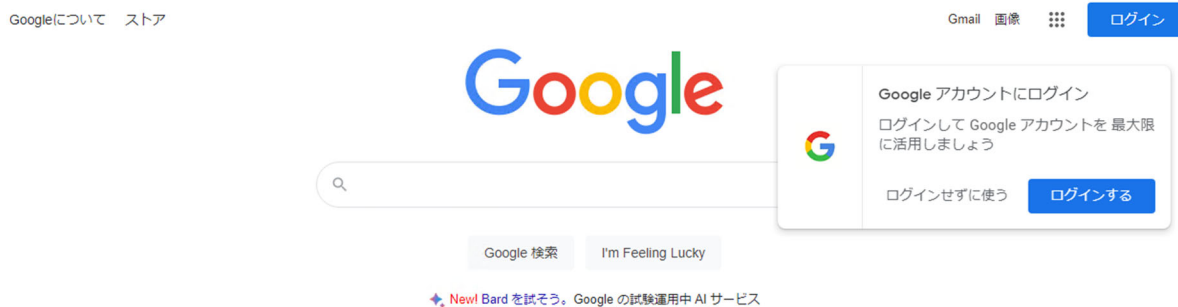 Googleについて ストア
Gmail 画像 ログイン
Google
Google アカウントにログイン
ログインして Google アカウントを 最大限
に活用しましょう
ログインせずに使う ログインする
Google 検索 I'm Feeling Lucky
New! Bard を試そう。Google の試験運用中 AI サービス